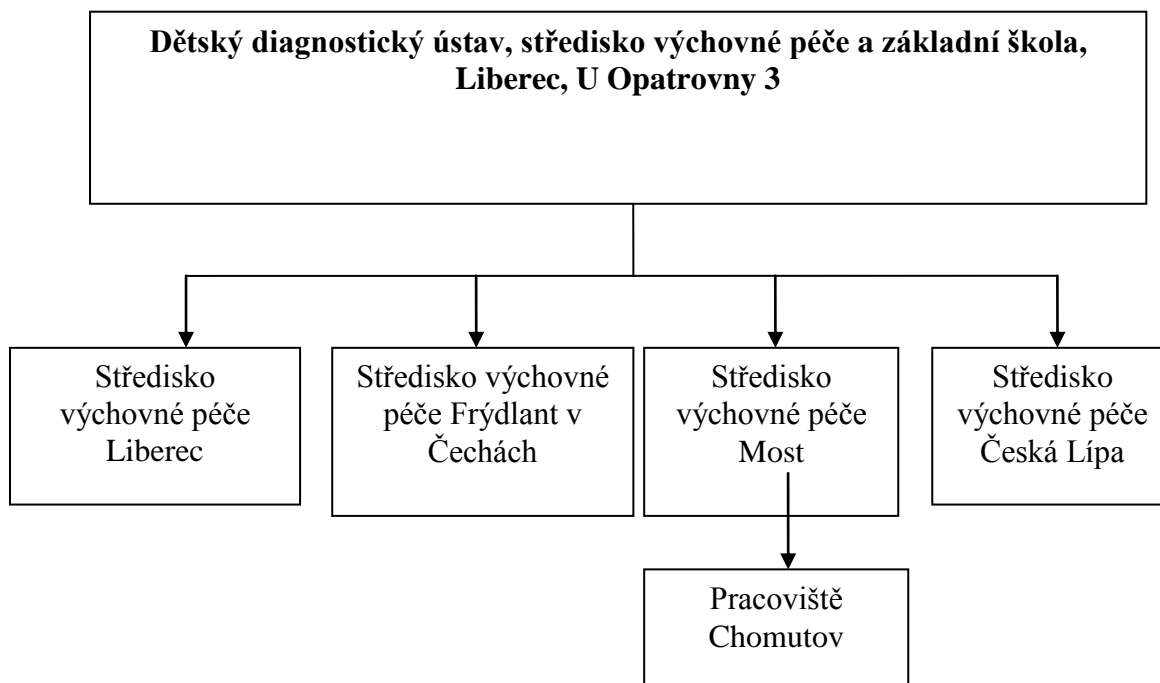 Dětský diagnostický ústav, středisko výchovné péče a základní škola,
Liberec, U Opatrovny 3
Středisko
výchovné péče
Liberec
Středisko výchovné
péče Frýdlant v
Čechách
Středisko
výchovné péče
Most
Středisko
výchovné péče
Česká Lípa
Pracoviště
Chomutov